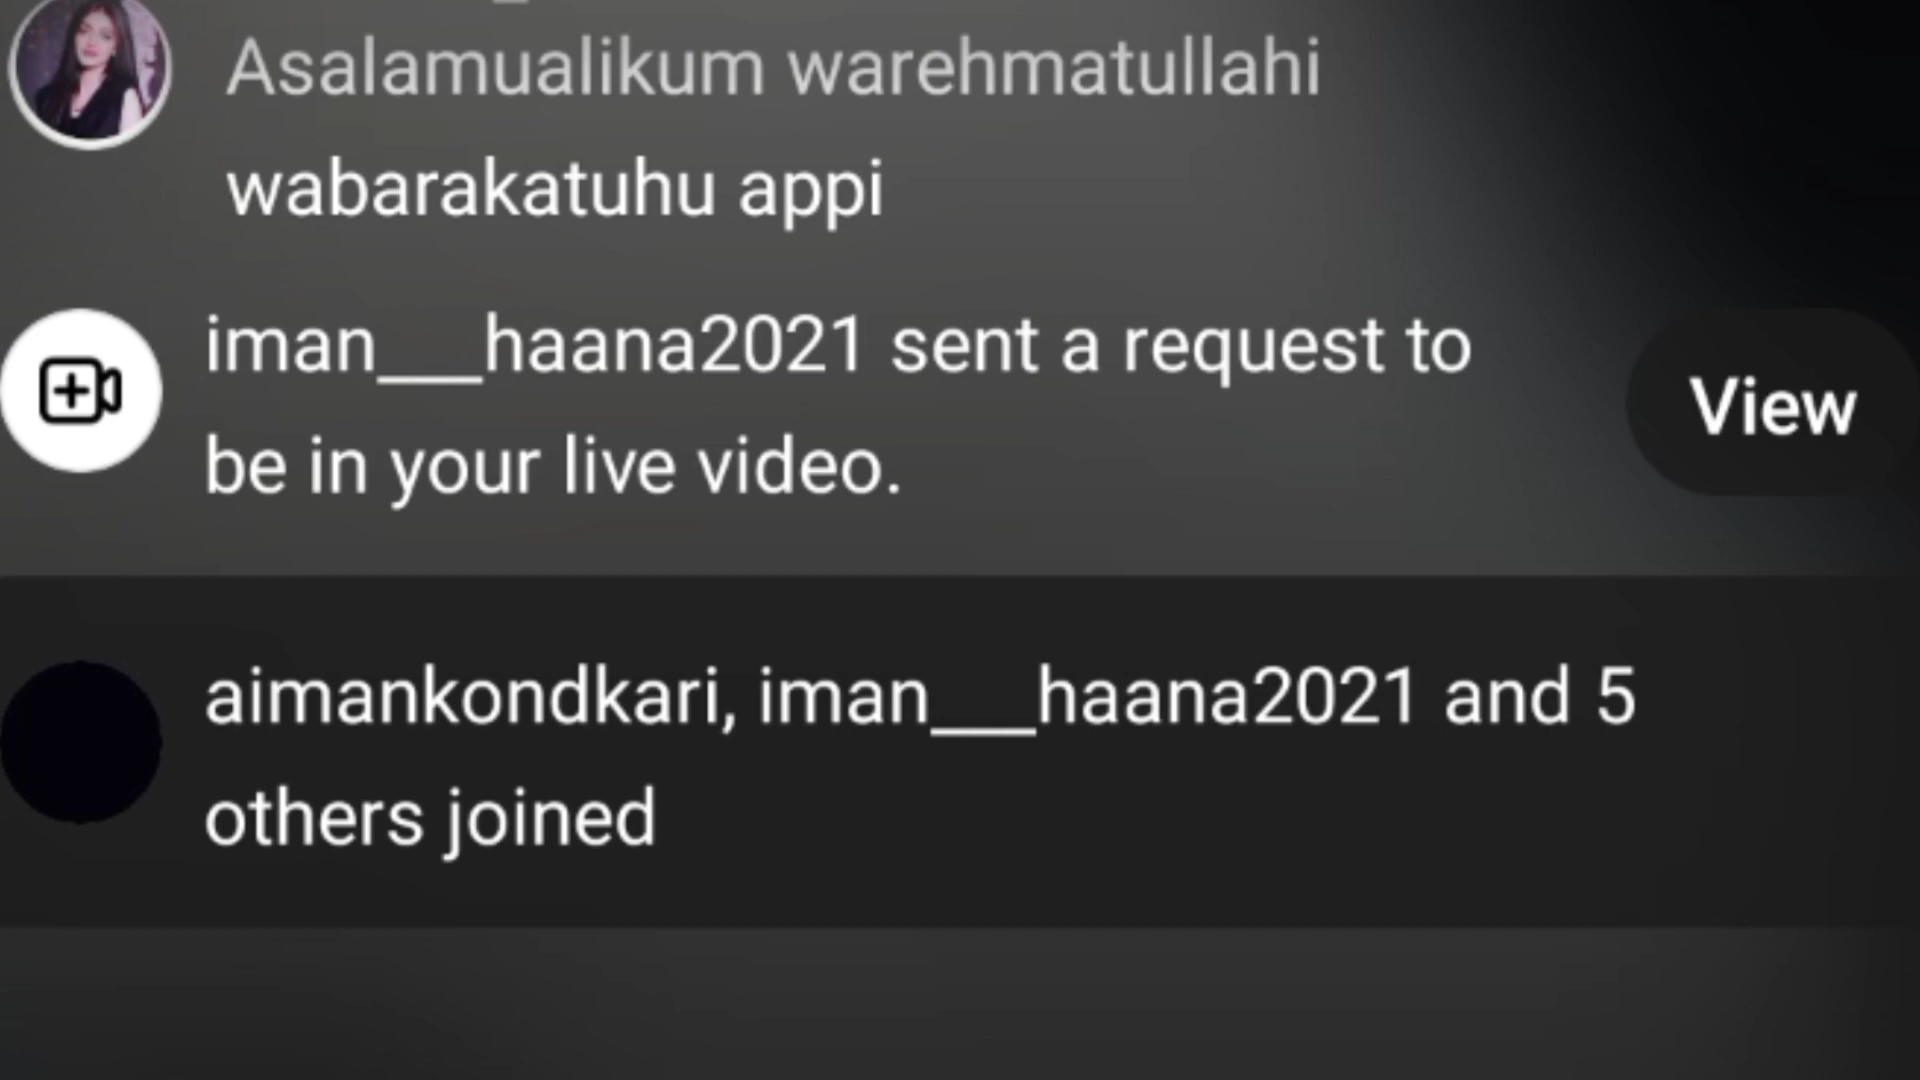 Asalamualikum warehmatullahi
wabarakatuhu appi
iman___haana2021 sent a request to
be in your live video.
View
aimankondkari, iman___haana2021 and 5
others joined